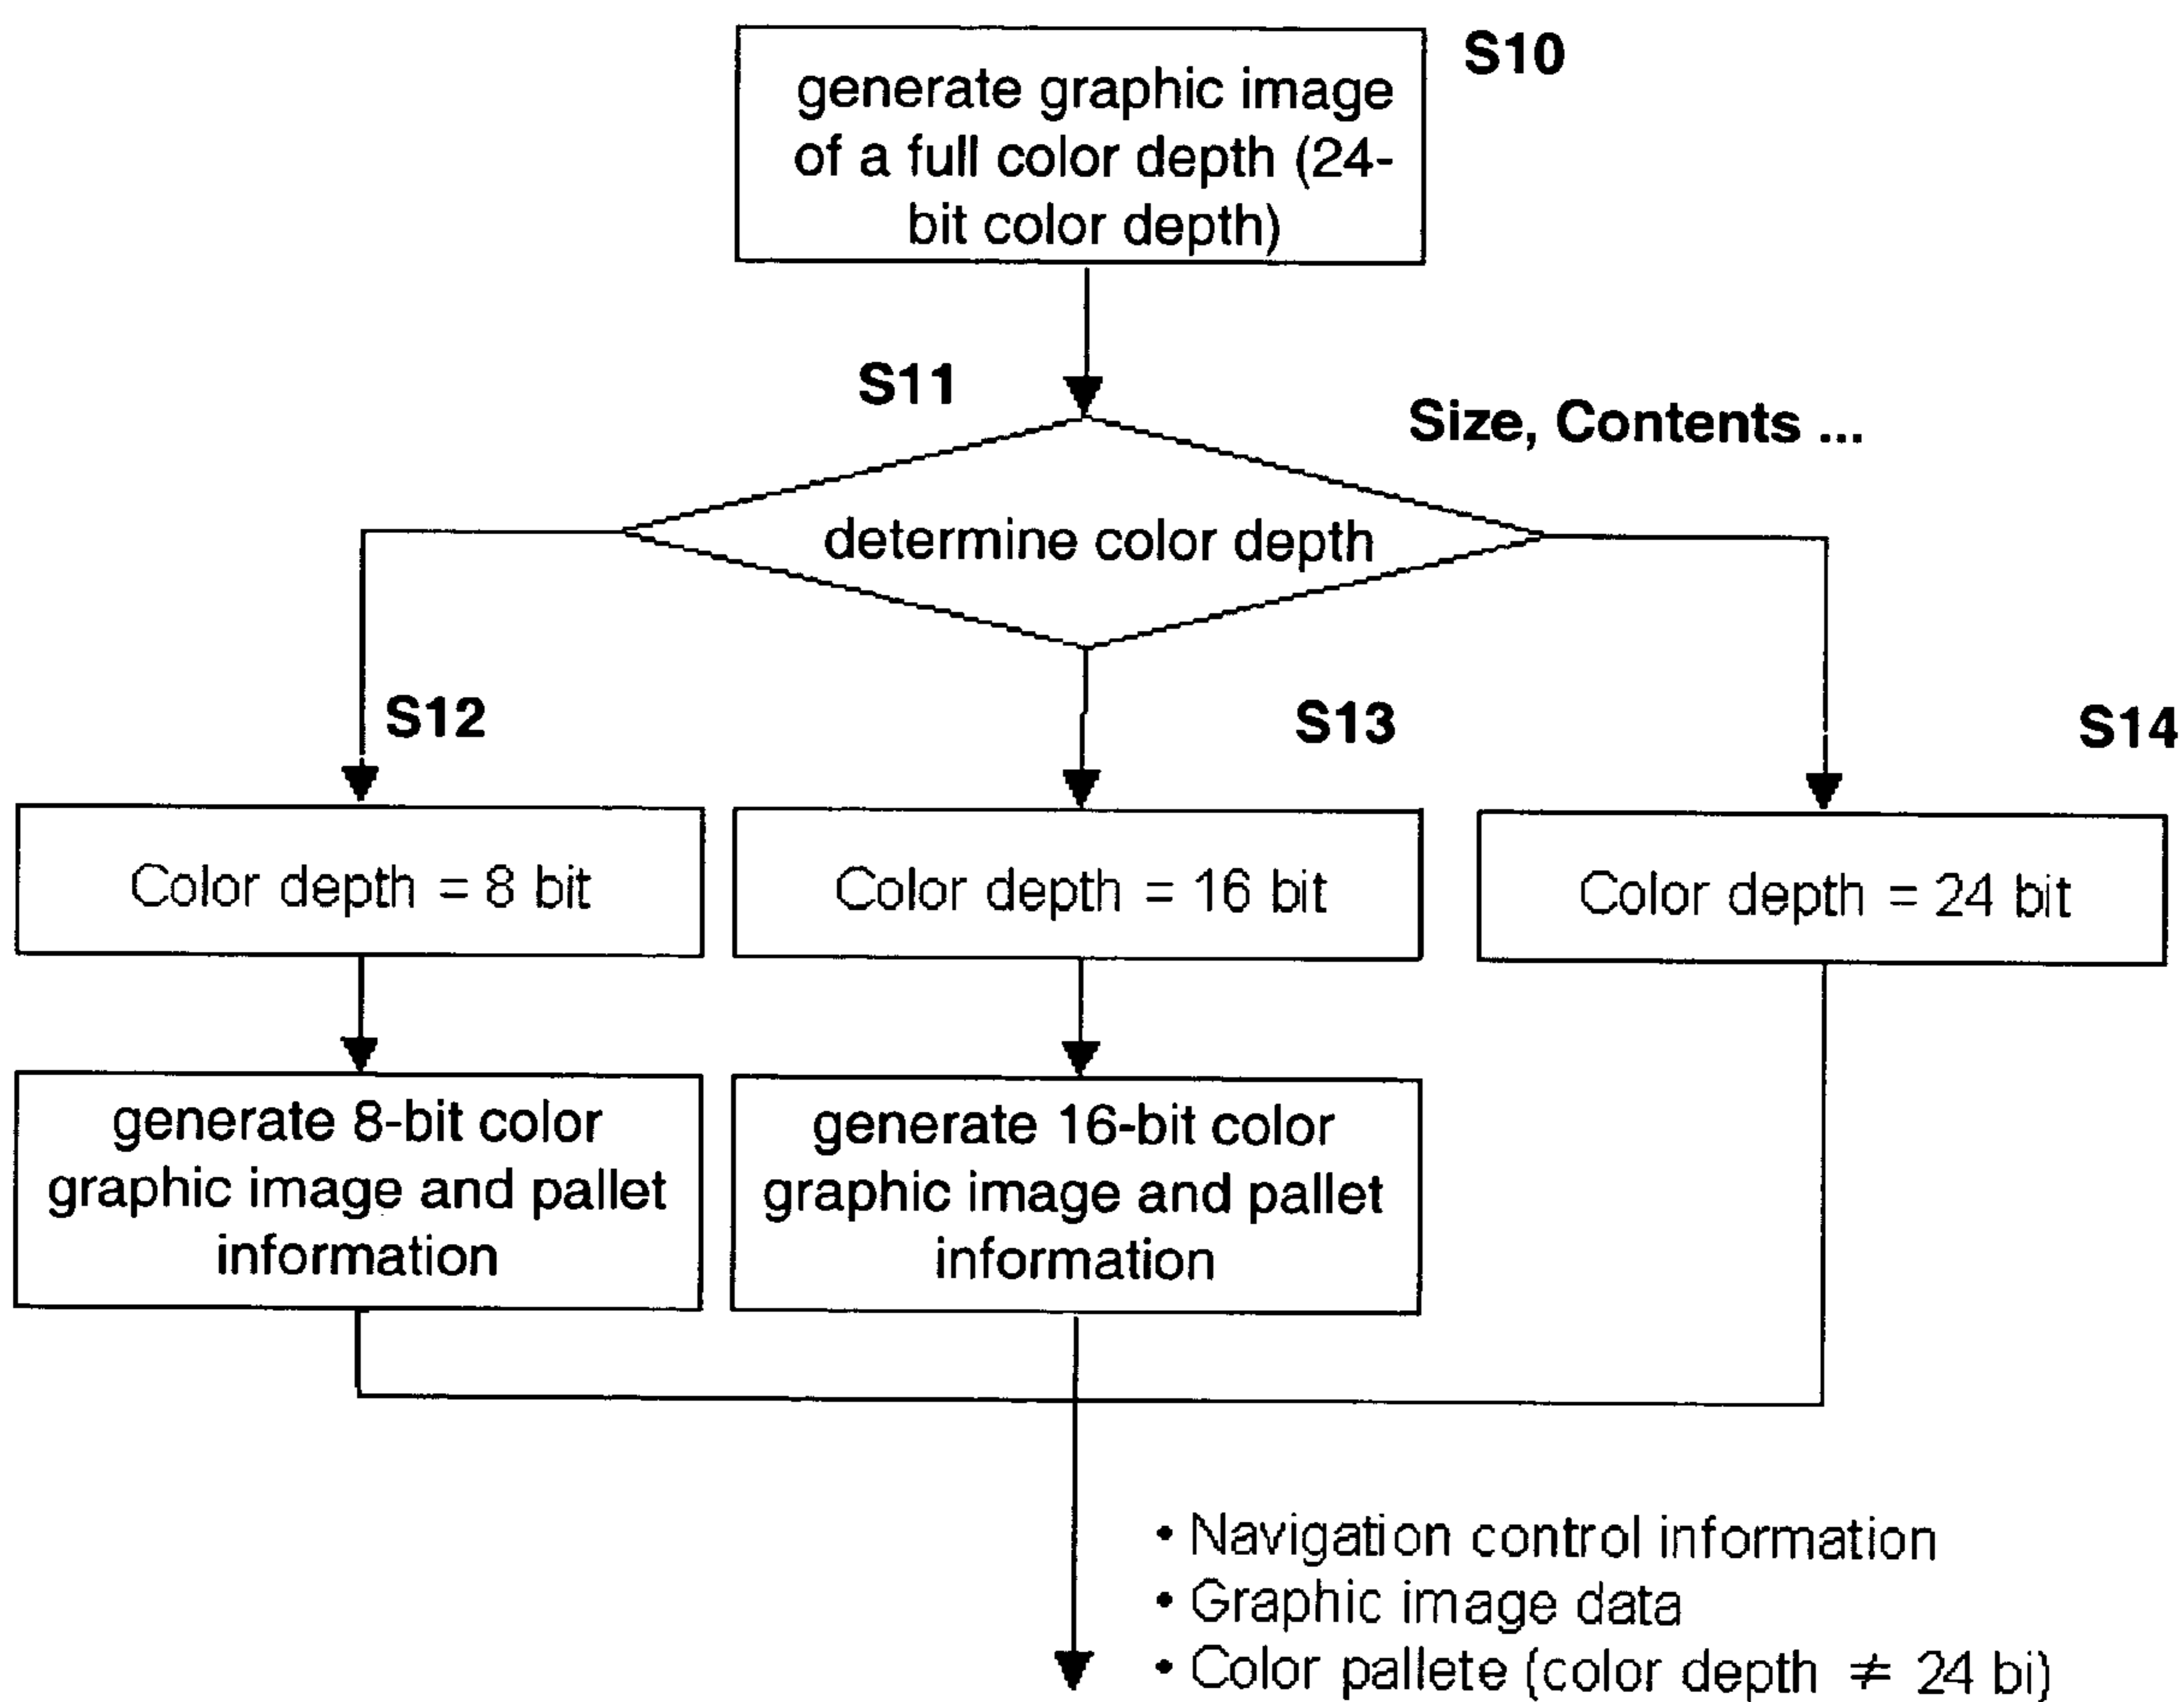 S10
generate graphic image
of a full color depth (24-
bit color depth)
S11
Size, Contents ...
determine color depth
S12
S13
S14
Color depth = 8 bit
Color depth = 16 bit
Color depth = 24 bit
generate 8-bit color
graphic image and pallet
information
generate 16-bit color
graphic image and pallet
information
• Navigation control information
• Graphic image data
• Color pallete (color depth ≠ 24 bi)